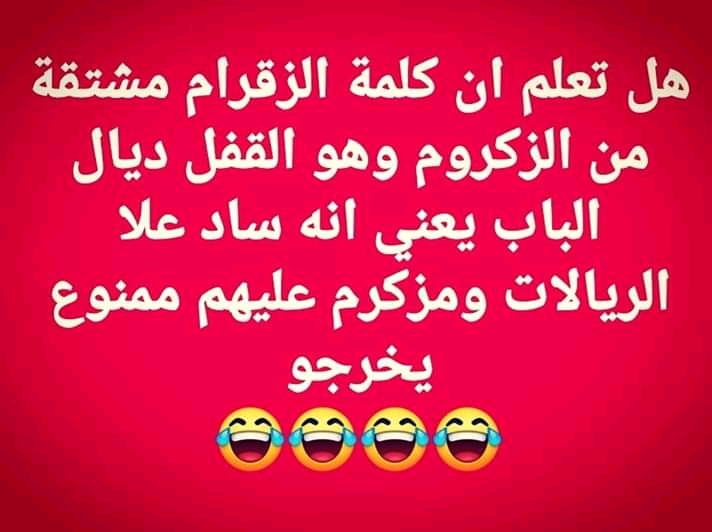 هل تعلم ان كلمة الزقرام مشتقة
من الزكروم وهو القفل ديال
الباب يعني انه ساد علا
الريالات ومزكرم عليهم ممنوع
يخرجو
😂😂😂😂